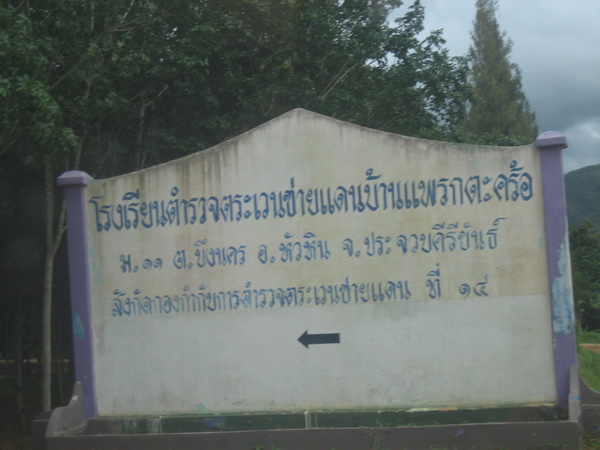 โรงเรียนตำรวจตระเวนชายแดนบ้านแพรกตะคร้อ
ม.๑๑ ต.บึงนคร อ.หัวหิน จ.ประจวบคีรีขันธ์
สังกัดกองกำกับการตำรวจตระเวนชายแดน ที่ ๑๔